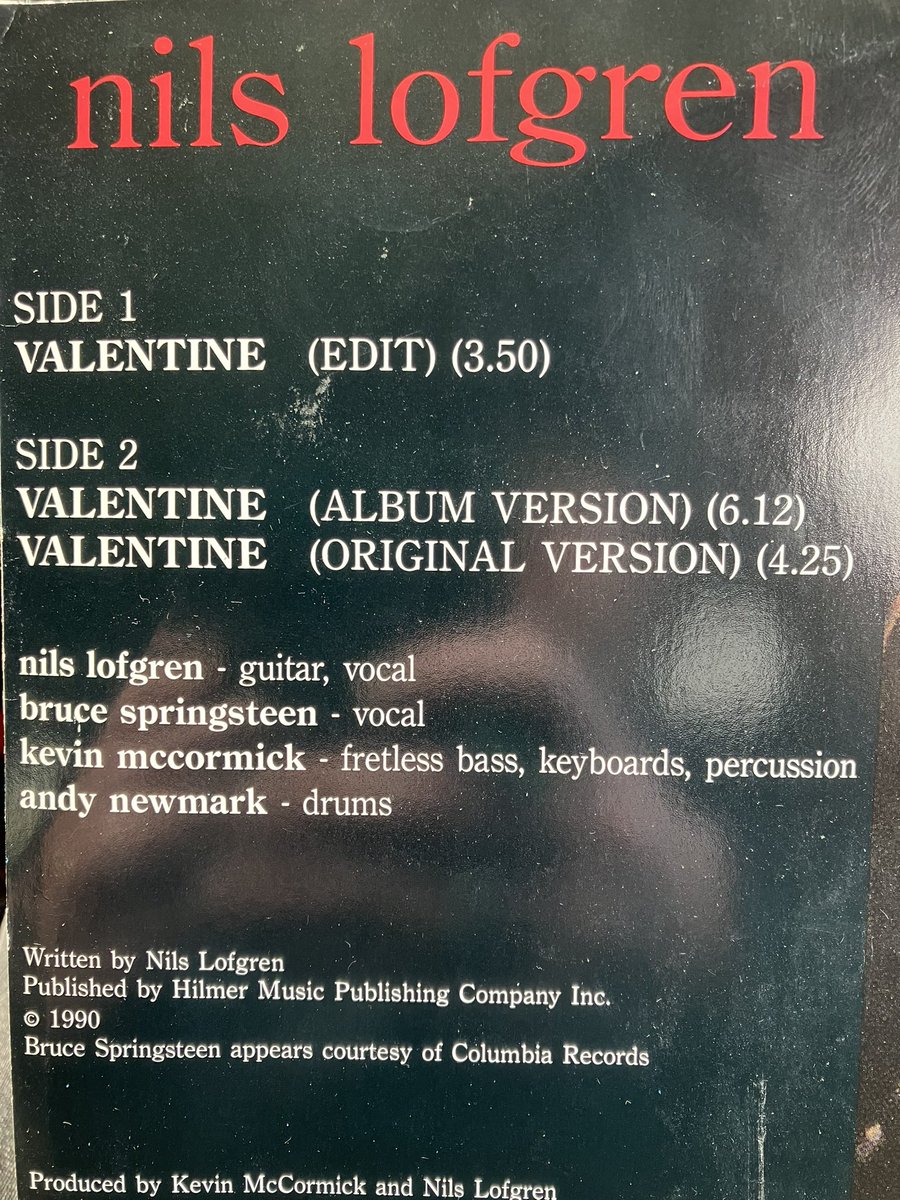 nils lofgren
SIDE 1
VALENTINE (EDIT) (3.50)
SIDE 2
VALENTINE (ALBUM VERSION) (6.12)
VALENTINE (ORIGINAL VERSION) (4.25)
nils lofgren - guitar, vocal
bruce springsteen - vocal
kevin mccormick - fretless bass, keyboards, percussion
andy newmark - drums
Written by Nils Lofgren
Published by Hilmer Music Publishing Company Inc.
© 1990
Bruce Springsteen appears courtesy of Columbia Records
Produced by Kevin McCormick and Nils Lofgren